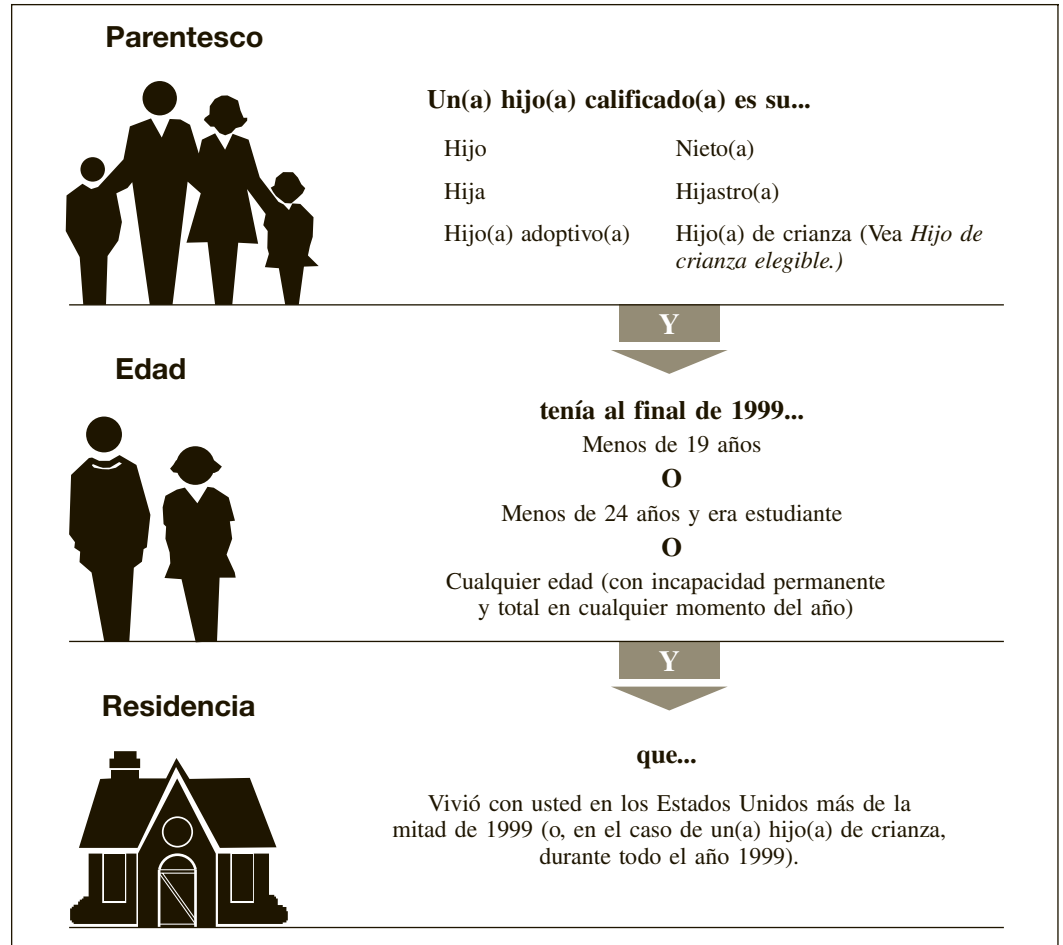 Parentesco
Un(a) hijo(a) calificado(a) es su...
Hijo
Nieto(a)
Hija
Hijastro(a)
Hijo(a) adoptivo(a)
Hijo(a) de crianza (Vea Hijo de
crianza elegible.)
Y
Edad
tenía al final de 1999...
Menos de 19 años
O
Menos de 24 años y era estudiante
O
Cualquier edad (con incapacidad permanente
y total en cualquier momento del año)
Y
Residencia
que...
Vivió con usted en los Estados Unidos más de la
mitad de 1999 (o, en el caso de un(a) hijo(a) de crianza,
durante todo el año 1999).